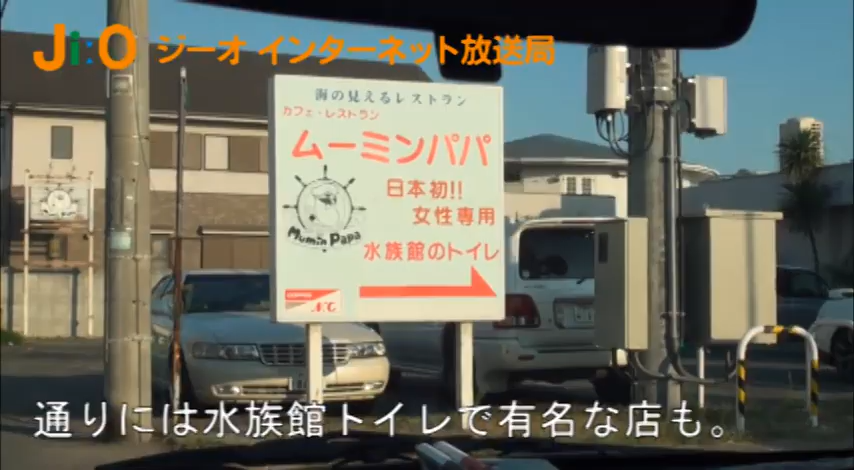 Ji:O ジーオ インターネット放送局
海の見えるレストラン
カフェ・レストラン
ムーミンパパ
日本初!!
女性専用
Mumin Papa
水族館のトイレ
通りには水族館トイレで有名な店も。